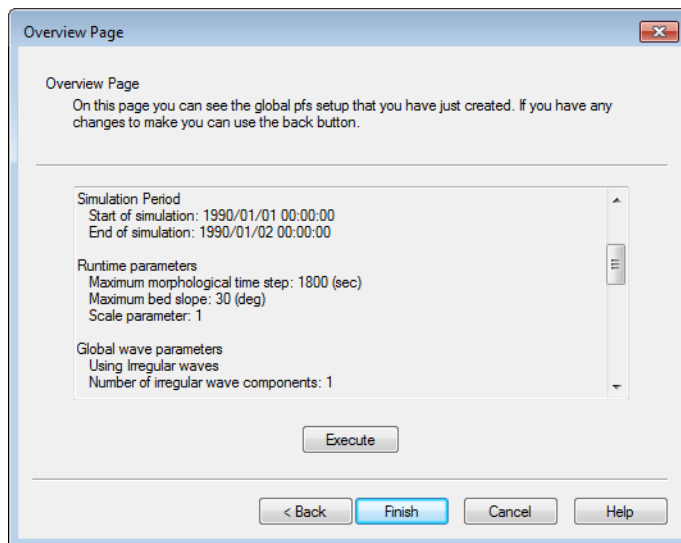 Overview Page
Overview Page
On this page you can see the global pfs setup that you have just created. If you have any
changes to make you can use the back button.
Simulation Period
Start of simulation: 1990/01/01 00:00:00
End of simulation: 1990/01/02 00:00:00
Runtime parameters
Maximum morphological time step: 1800 (sec)
Maximum bed slope: 30 (deg)
Scale parameter: 1
Global wave parameters
Using Irregular waves
Number of irregular wave components: 1
Execute
< Back Finish Cancel Help